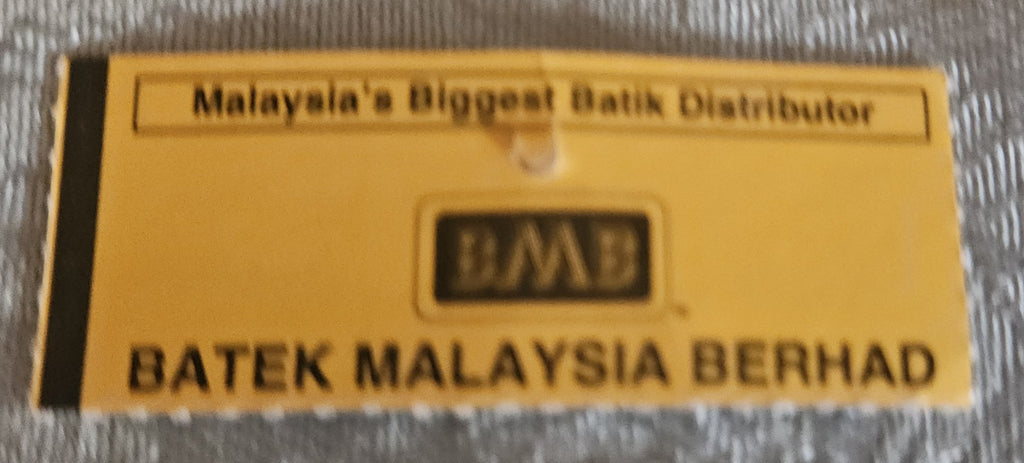 Malaysia's Biggest Batik Distributor
BMB
BATEK MALAYSIA BERHAD